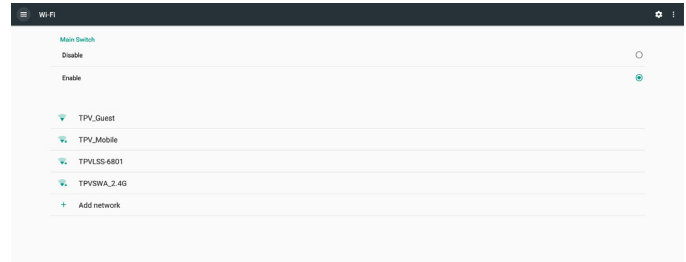 Wi-Fi
Main Switch
Disable
Enable
TPV_Guest
TPV_Mobile
TPVLSS-6801
TPVSWA_2.4G
Add network